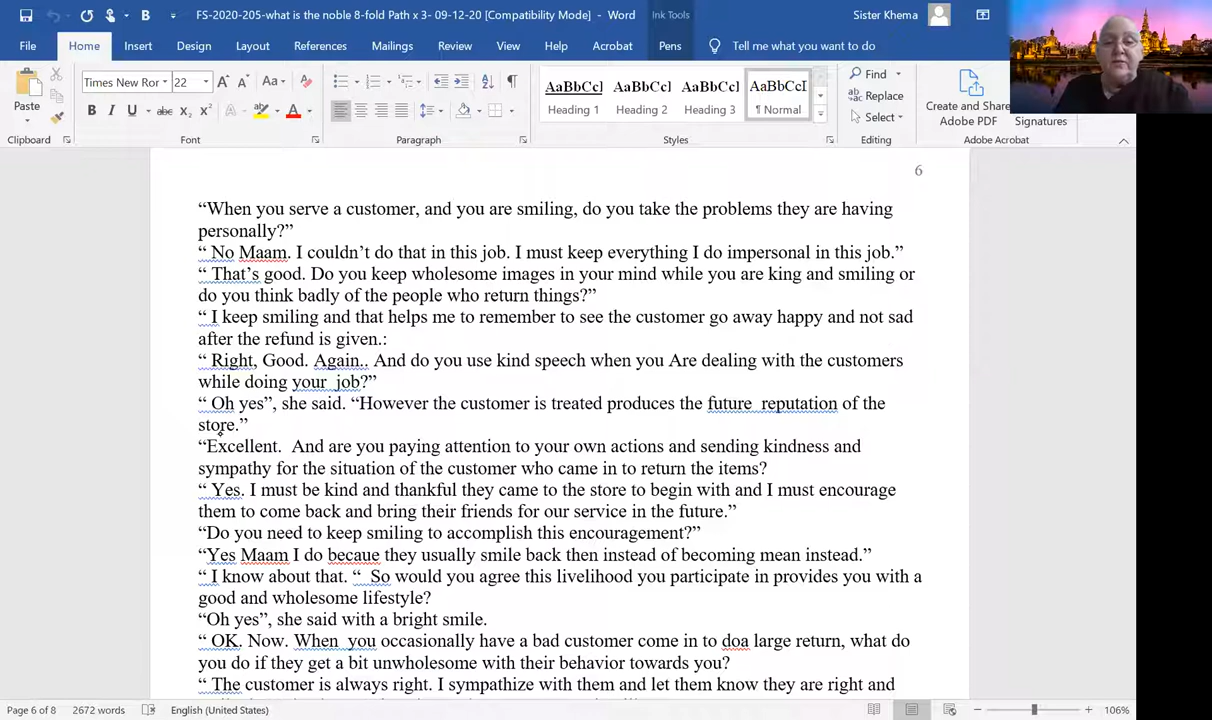 FS-2020-205-what is the noble 8-fold Path x 3- 09-12-20 [Compatibility Mode] - Word
Ink Tools
Sister Khema
File Home Insert Design Layout References Mailings Review View Help Acrobat Pens Tell me what you want to do
Paste
Times New Ror 22
Aa
B I U abc X₂ X² A A
AaBbCcI AaBbCcl AaBbCcI AaBbCcI
Heading 1 Heading 2 Heading 3 ¶ Normal
Find
Replace
Select
Create and Share
Adobe PDF
Signatures
Clipboard Font Paragraph Styles Editing Adobe Acrobat
6
“When you serve a customer, and you are smiling, do you take the problems they are having
personally?”
“ No Maam. I couldn’t do that in this job. I must keep everything I do impersonal in this job.”
“ That’s good. Do you keep wholesome images in your mind while you are king and smiling or
do you think badly of the people who return things?”
“ I keep smiling and that helps me to remember to see the customer go away happy and not sad
after the refund is given.:
“ Right, Good. Again.. And do you use kind speech when you Are dealing with the customers
while doing your  job?”
“ Oh yes”, she said. “However the customer is treated produces the future  reputation of the
store.”
“Excellent.  And are you paying attention to your own actions and sending kindness and
sympathy for the situation of the customer who came in to return the items?
“ Yes. I must be kind and thankful they came to the store to begin with and I must encourage
them to come back and bring their friends for our service in the future.”
“Do you need to keep smiling to accomplish this encouragement?”
“Yes Maam I do becaue they usually smile back then instead of becoming mean instead.”
“ I know about that. “  So would you agree this livelihood you participate in provides you with a
good and wholesome lifestyle?
“Oh yes”, she said with a bright smile.
“ OK. Now. When  you occasionally have a bad customer come in to doa large return, what do
you do if they get a bit unwholesome with their behavior towards you?
“ The customer is always right. I sympathize with them and let them know they are right and
Page 6 of 8 2672 words English (United States) 106%